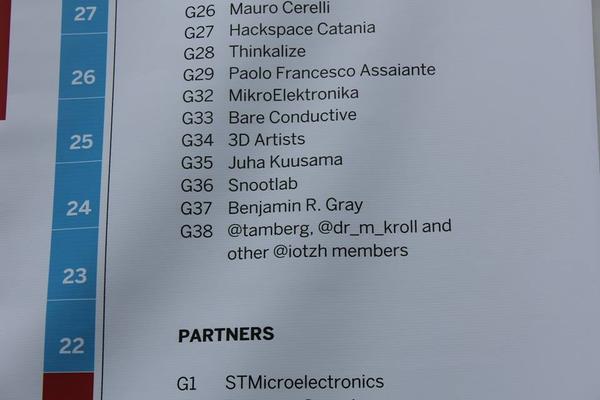 27
26
25
24
23
22
G26 Mauro Cerelli
G27 Hackspace Catania
G28 Thinkalize
G29 Paolo Francesco Assaiante
G32 MikroElektronika
G33 Bare Conductive
G34 3D Artists
G35 Juha Kuusama
G36 Snootlab
G37 Benjamin R. Gray
G38 @tamberg, @dr_m_kroll and
other @iotzh members
PARTNERS
G1 STMicroelectronics